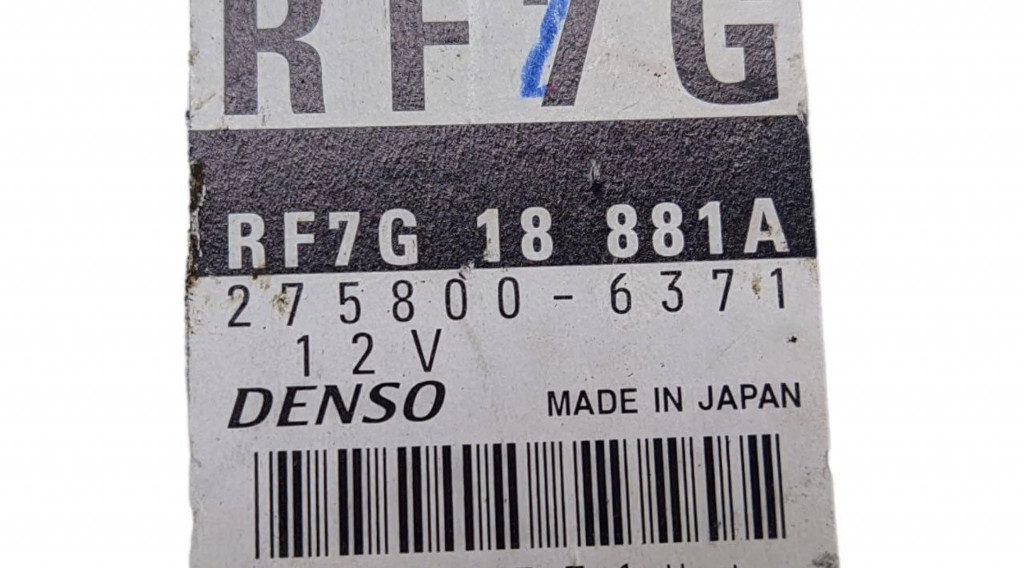 RF7G
RF7G 18 881A
275800-6371
12V
DENSO MADE IN JAPAN